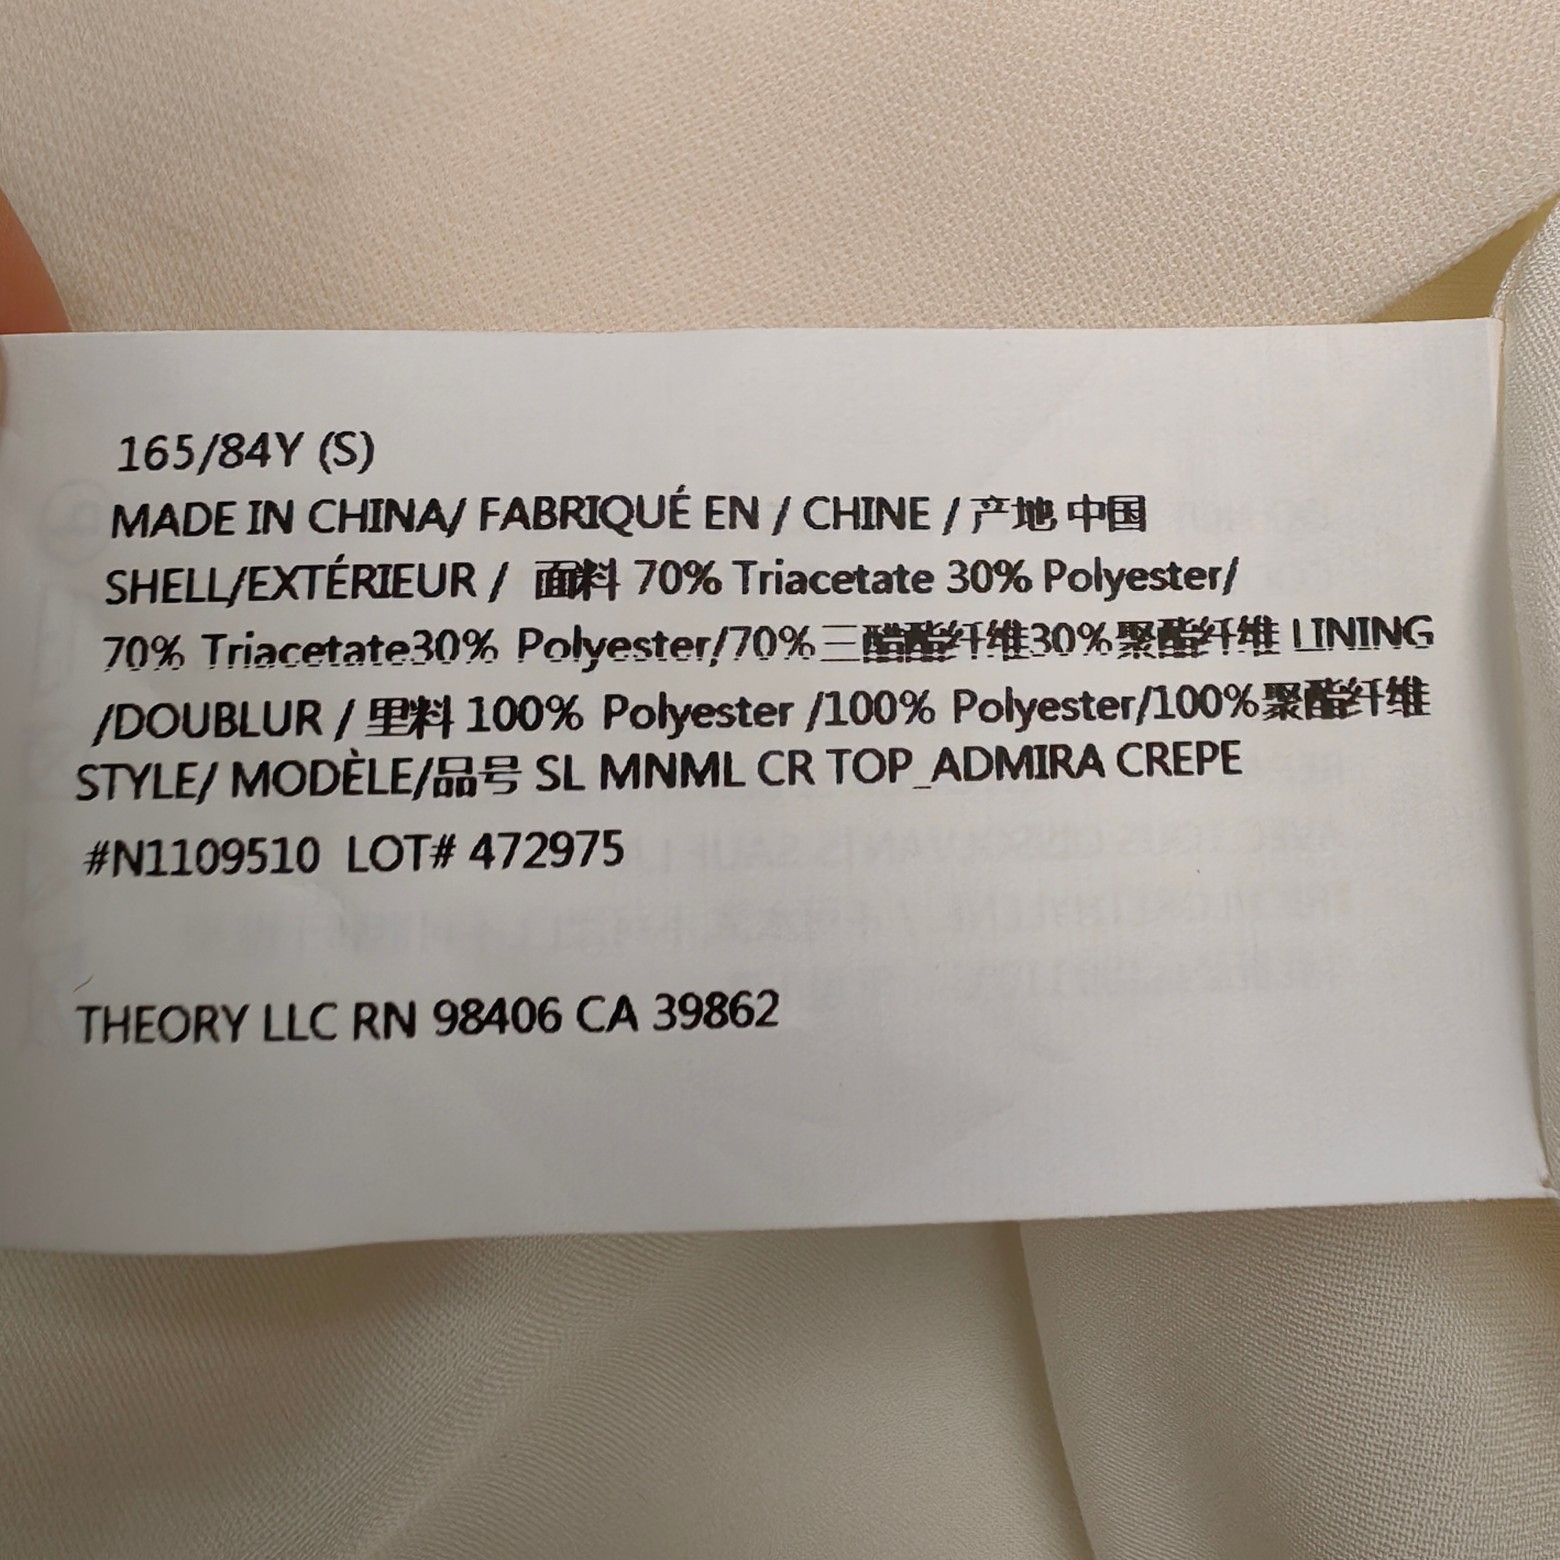 165/84Y (S)
MADE IN CHINA/ FABRIQUÉ EN / CHINE / 产地 中国
SHELL/EXTÉRIEUR / 面料 70% Triacetate 30% Polyester/
70% Triacetate30% Polyester/70%三醋酯纤维30%聚酯纤维 LINING
/DOUBLUR / 里料 100% Polyester /100% Polyester/100%聚酯纤维
STYLE/ MODÈLE/品号 SL MNML CR TOP_ADMIRA CREPE
#N1109510 LOT# 472975
THEORY LLC RN 98406 CA 39862